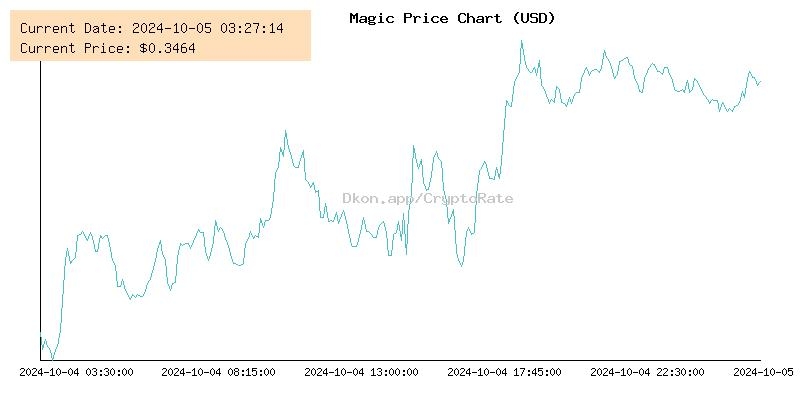 Magic Price Chart (USD)
Current Date: 2024-10-05 03:27:14
Current Price: $0.3464
Dkon.app/CryptoRate
2024-10-04 03:30:00 2024-10-04 08:15:00 2024-10-04 13:00:00 2024-10-04 17:45:00 2024-10-04 22:30:00 2024-10-05